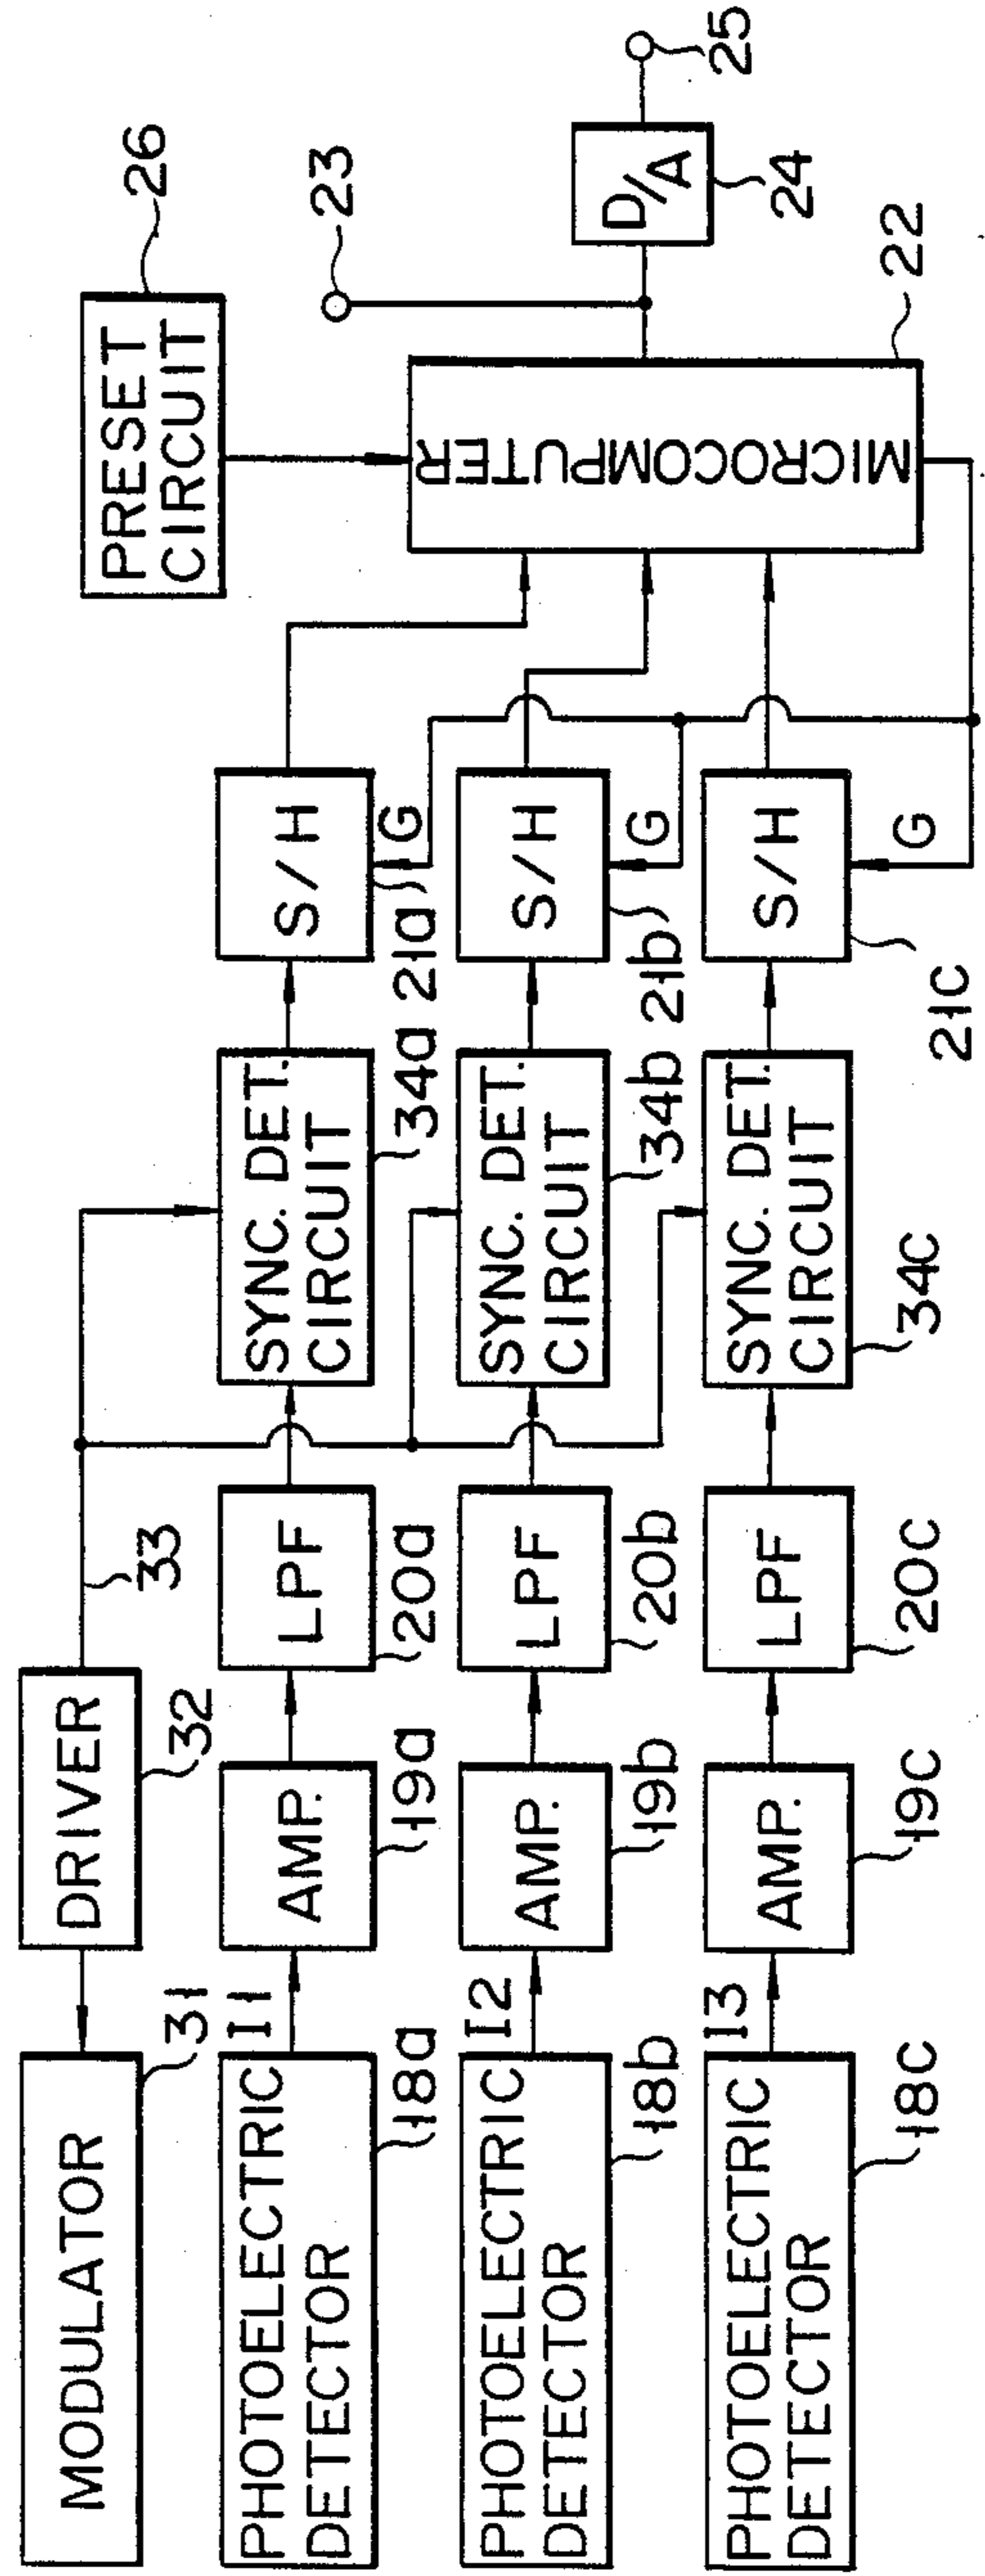 MODULATOR
31
DRIVER
32
33
PRESET
CIRCUIT
26
PHOTOELECTRIC
DETECTOR
18a
I1
AMP.
19a
LPF
20a
SYNC. DET.
CIRCUIT
34a
S/H
21a
G
PHOTOELECTRIC
DETECTOR
18b
I2
AMP.
19b
LPF
20b
SYNC. DET.
CIRCUIT
34b
S/H
21b
G
PHOTOELECTRIC
DETECTOR
18c
I3
AMP.
19c
LPF
20c
SYNC. DET.
CIRCUIT
34c
S/H
21c
G
MICROCOMPUTER
22
23
D/A
24
25